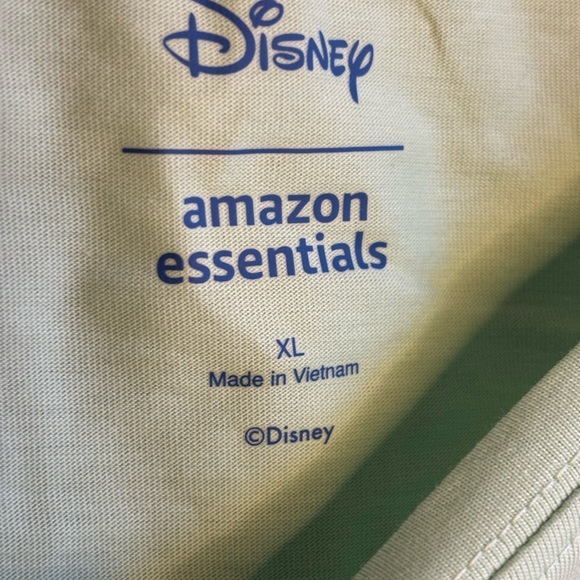 Disney
amazon
essentials
XL
Made in Vietnam
©Disney